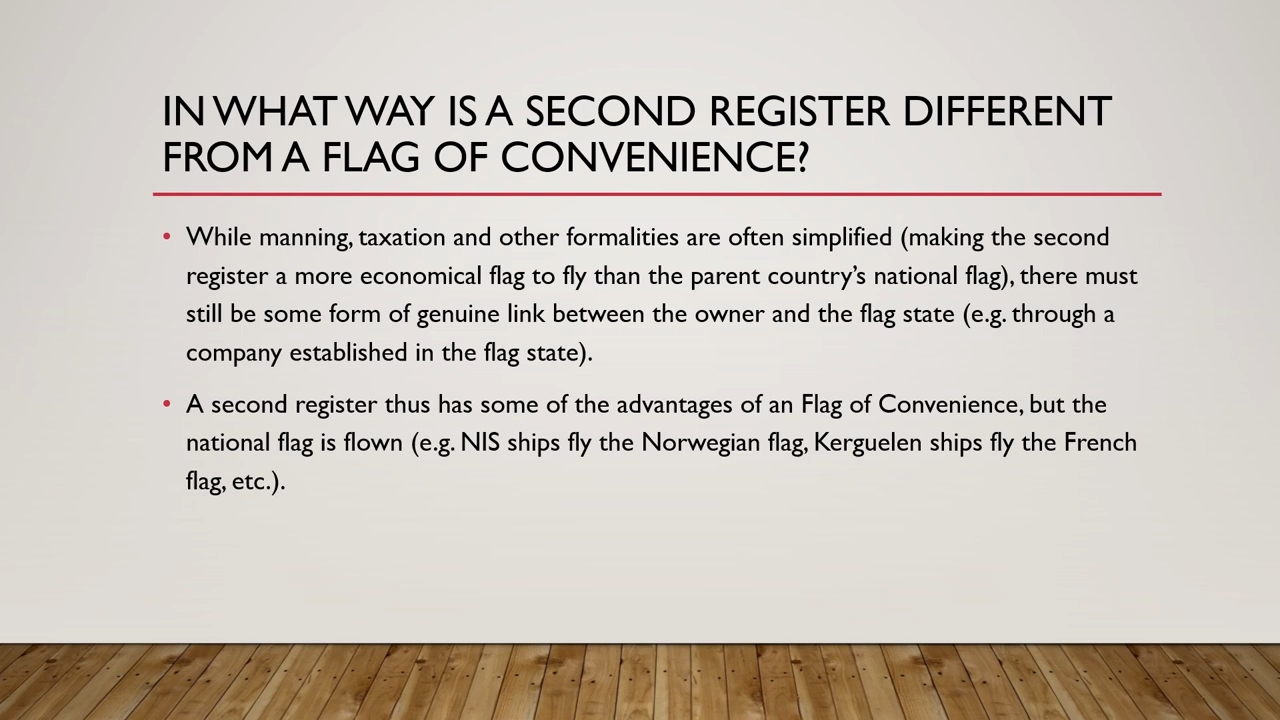 IN WHAT WAY IS A SECOND REGISTER DIFFERENT
FROM A FLAG OF CONVENIENCE?
• While manning, taxation and other formalities are often simplified (making the second
register a more economical flag to fly than the parent country’s national flag), there must
still be some form of genuine link between the owner and the flag state (e.g. through a
company established in the flag state).
• A second register thus has some of the advantages of an Flag of Convenience, but the
national flag is flown (e.g. NIS ships fly the Norwegian flag, Kerguelen ships fly the French
flag, etc.).